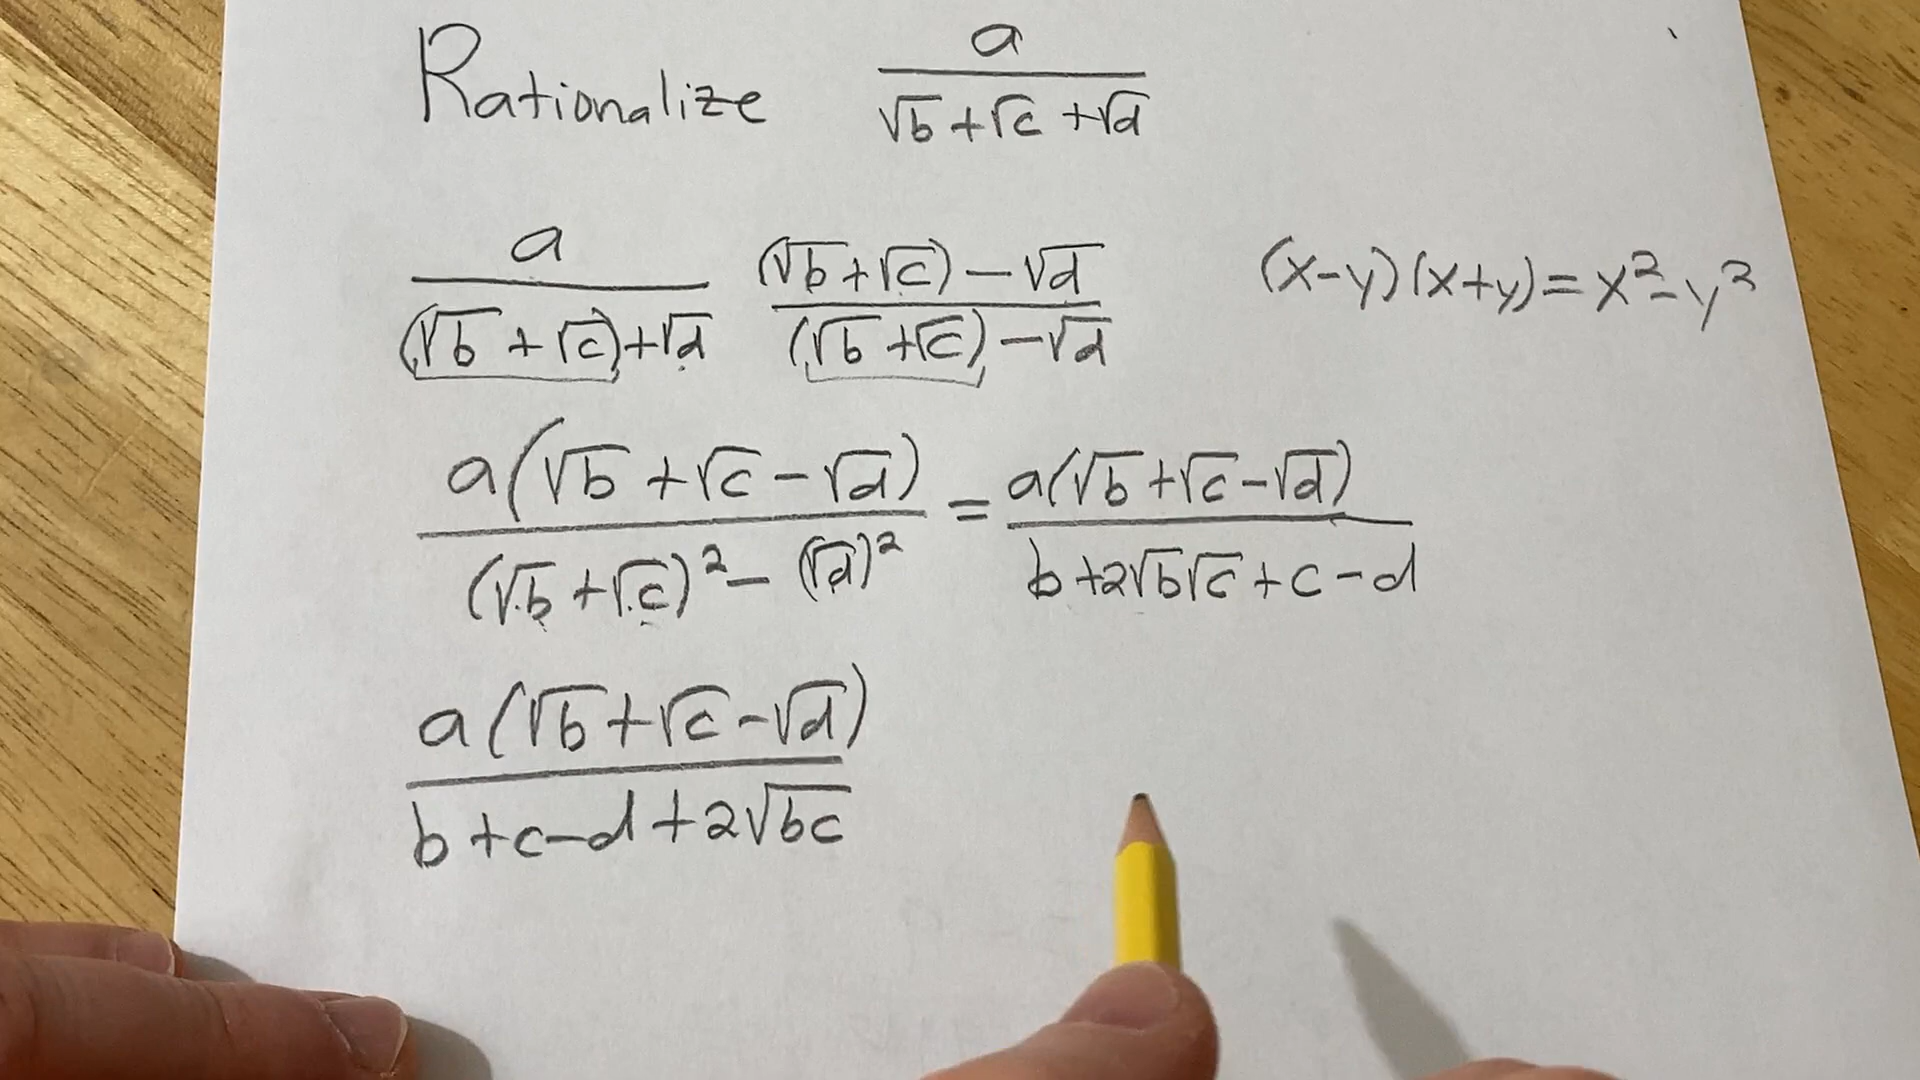 Rationalize a/(√b+√c+√d)
a/((√b+√c)+√d) ((√b+√c)-√d)/((√b+√c)-√d) (x-y)(x+y)=x²-y²
a(√b+√c-√d)/((√b+√c)²-(√d)²) = a(√b+√c-√d)/(b+2√b√c+c-d)
a(√b+√c-√d)/(b+c-d+2√bc)